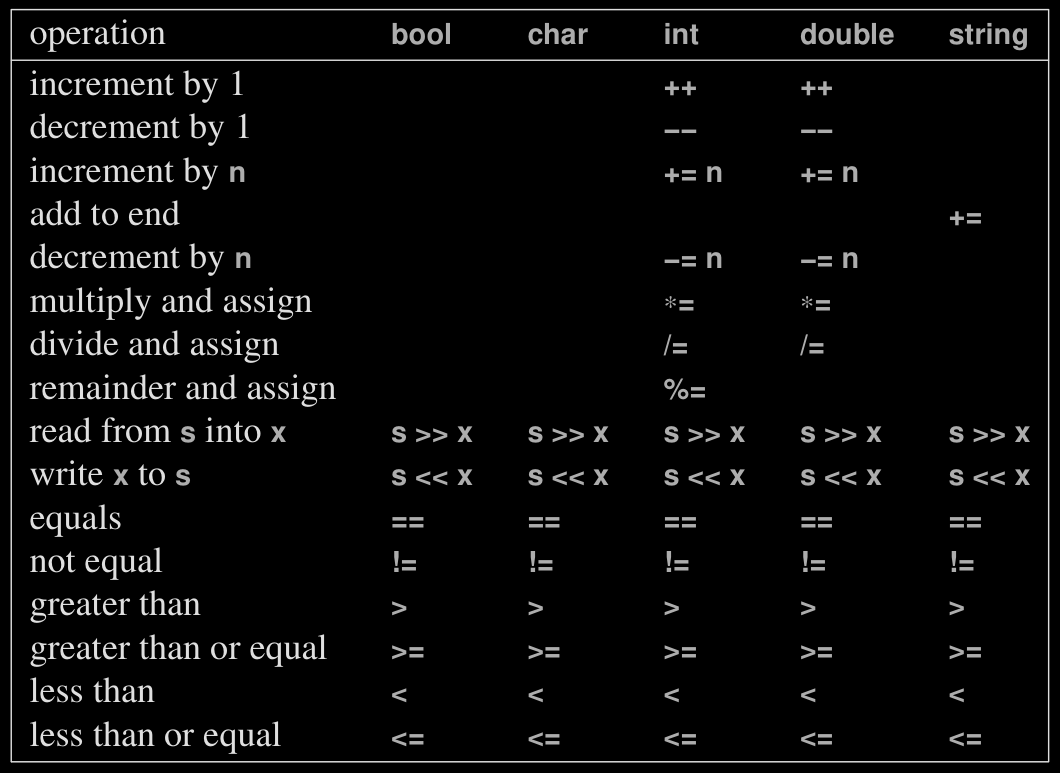 operation bool char int double string
increment by 1 ++ ++
decrement by 1 −− −−
increment by n += n += n
add to end +=
decrement by n −= n −= n
multiply and assign *= *=
divide and assign /= /=
remainder and assign %=
read from s into x s >> x s >> x s >> x s >> x s >> x
write x to s s << x s << x s << x s << x s << x
equals == == == == ==
not equal != != != != !=
greater than > > > > >
greater than or equal >= >= >= >= >=
less than < < < < <
less than or equal <= <= <= <= <=